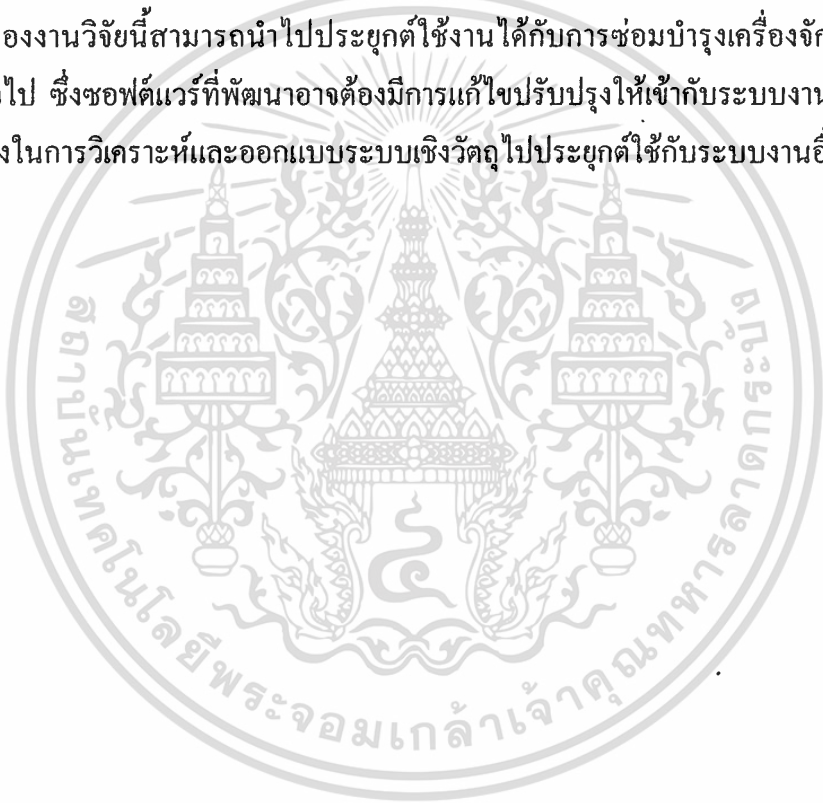 องงานวิจัยนี้สามารถนำไปประยุกต์ใช้งานได้กับการซ่อมบำรุงเครื่องจัก
ไป ซึ่งซอฟต์แวร์ที่พัฒนาอาจต้องมีการแก้ไขปรับปรุงให้เข้ากับระบบงาน
งในการวิเคราะห์และออกแบบระบบเชิงวัตถุไปประยุกต์ใช้กับระบบงานอื
สถาบันเทคโนโลยีพระจอมเกล้าเจ้าคุณทหารลาดกระบัง